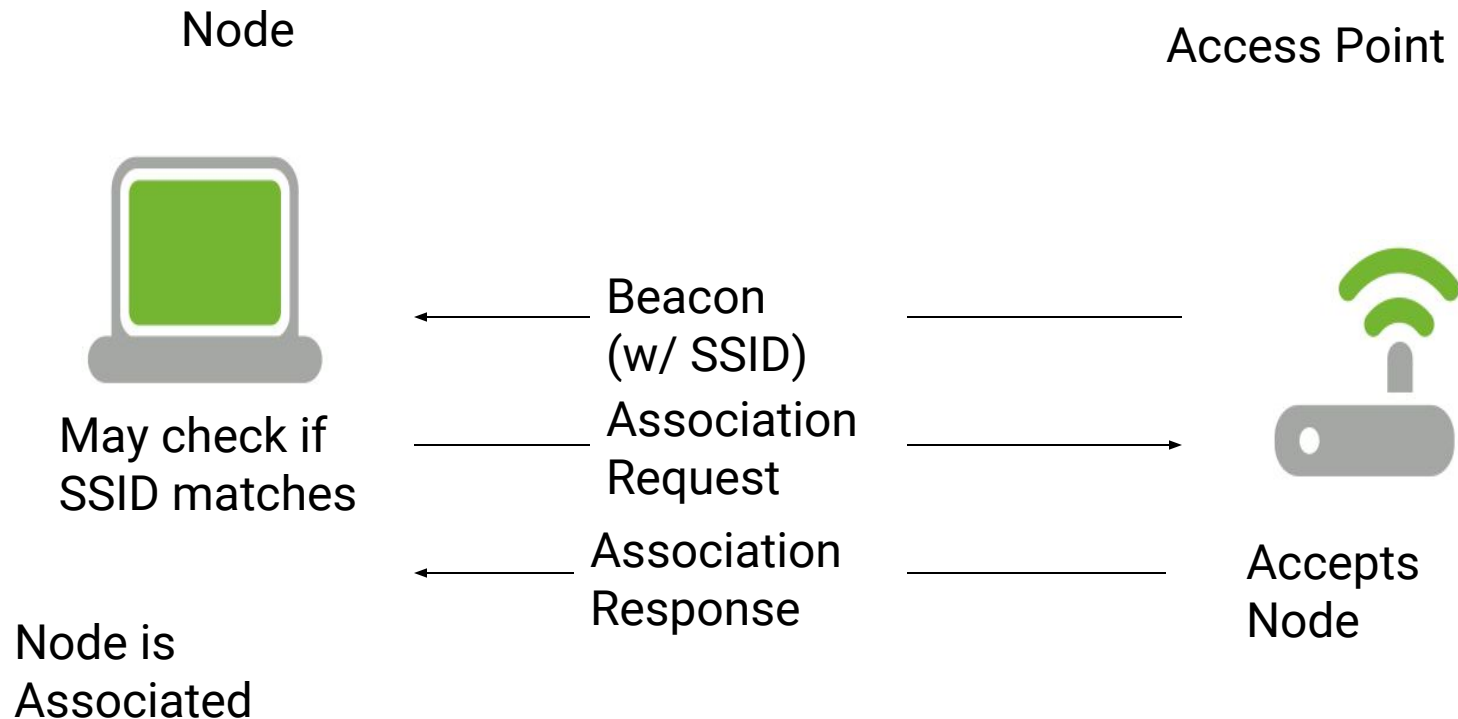 Node
Access Point
Beacon
(w/ SSID)
May check if
SSID matches
Association
Request
Association
Response
Accepts
Node
Node is
Associated